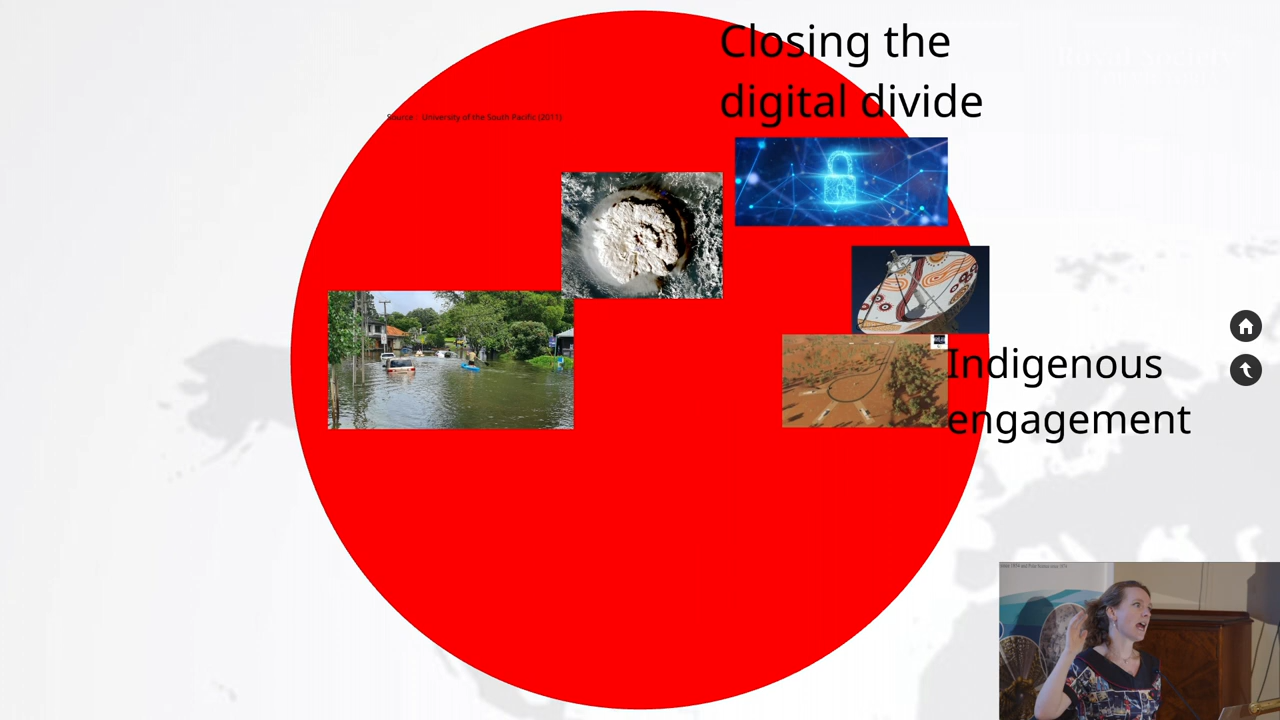 Closing the
digital divide
Source : University of the South Pacific (2011)
Indigenous
engagement